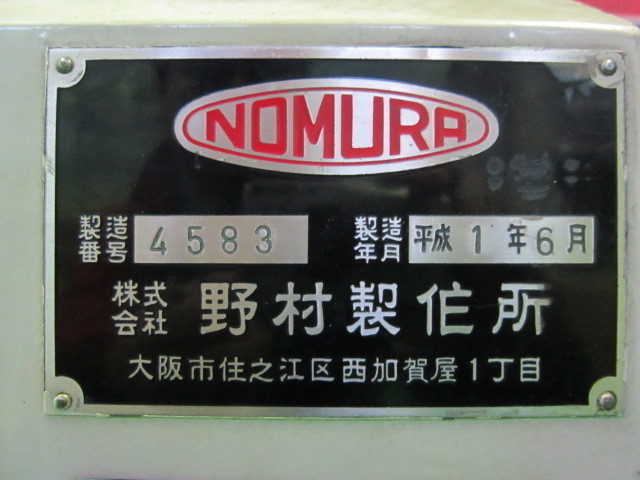 NOMURA
製造番号 4583 製造年月 平成1年6月
株式会社 野村製作所
大阪市住之江区西加賀屋1丁目